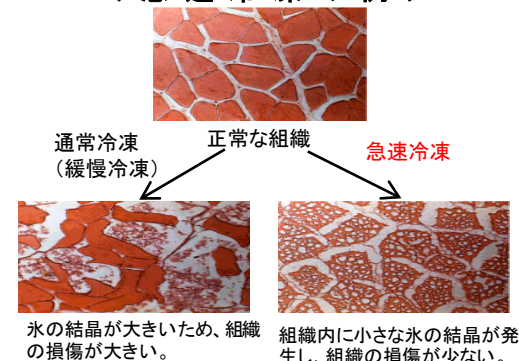 正常な組織
通常冷凍
（緩慢冷凍）
急速冷凍
氷の結晶が大きいため、組織
の損傷が大きい。
組織内に小さな氷の結晶が発
生し、組織の損傷が少ない。